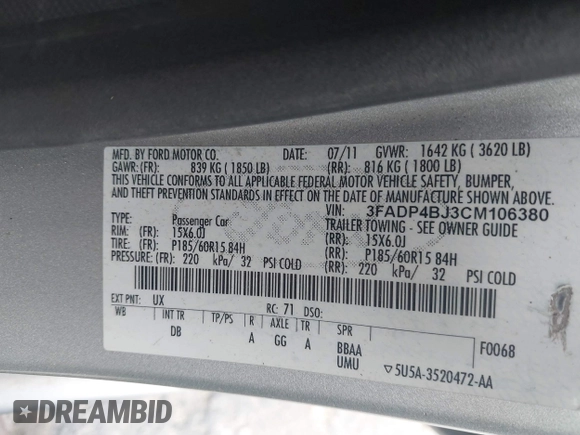 MFD. BY FORD MOTOR CO. DATE: 07/11 GVWR: 1642 KG ( 3620 LB)
GAWR:(FR): 839 KG ( 1850 LB) (RR): 816 KG ( 1800 LB)
THIS VEHICLE CONFORMS TO ALL APPLICABLE FEDERAL MOTOR VEHICLE SAFETY, BUMPER,
AND THEFT PREVENTION STANDARDS IN EFFECT ON THE DATE OF MANUFACTURE SHOWN ABOVE.
VIN: 3FADP4BJ3CM106380
TYPE: Passenger Car TRAILER TOWING - SEE OWNER GUIDE
RIM: (FR): 15X6.0J (RR): 15X6.0J
TIRE: (FR): P185/60R15 84H (RR): P185/60R15 84H
PRESSURE: (FR): 220 kPa/ 32 PSI COLD (RR): 220 kPa/ 32 PSI COLD
EXT PNT: UX RC: 71 DSO:
WB INT TR TP/PS R AXLE TR SPR F0068
DB A GG A BBAA
UMU ▽5U5A-3520472-AA
DREAMBID